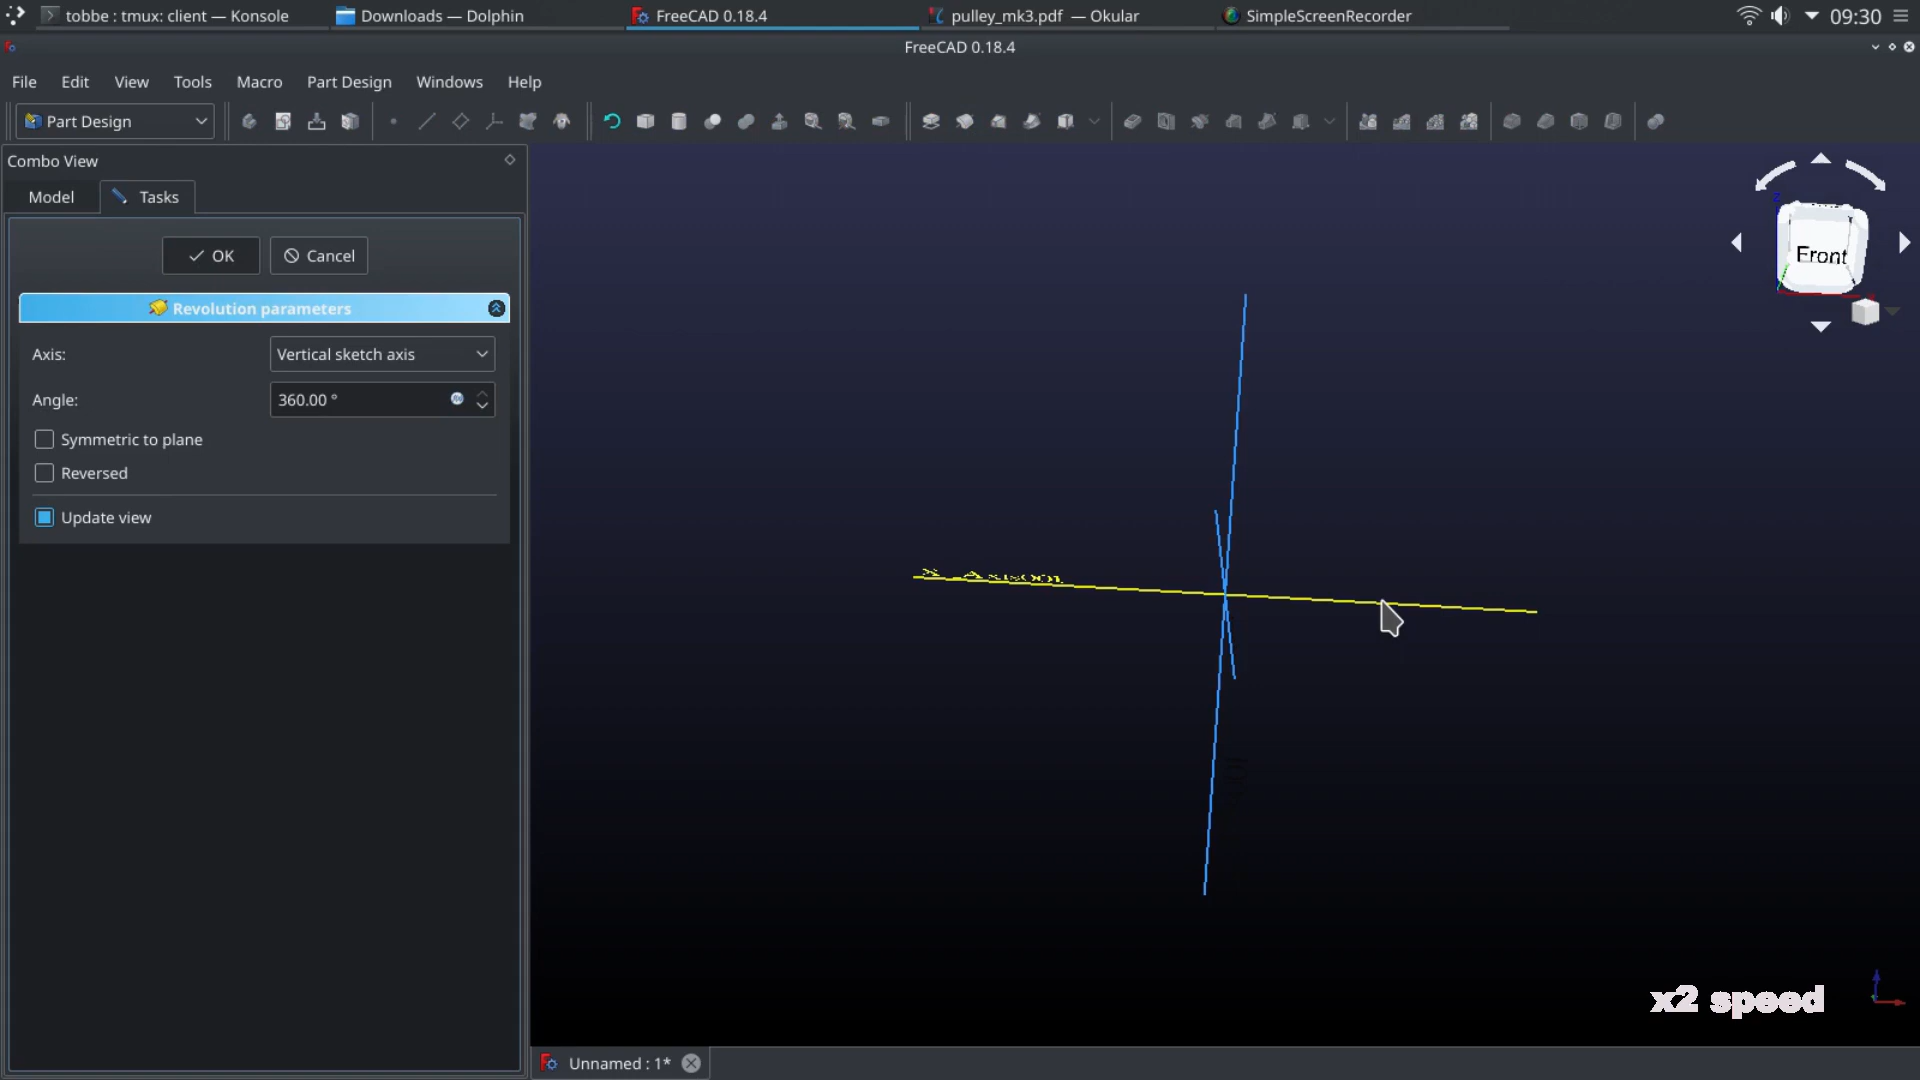 tobbe : tmux: client — Konsole
Downloads — Dolphin
FreeCAD 0.18.4
pulley_mk3.pdf — Okular
SimpleScreenRecorder
09:30
FreeCAD 0.18.4
File Edit View Tools Macro Part Design Windows Help
Part Design
Combo View
Model
Tasks
OK
Cancel
Revolution parameters
Axis:
Vertical sketch axis
Angle:
360.00 °
Symmetric to plane
Reversed
Update view
X_Axis001
Front
x2 speed
Unnamed : 1*